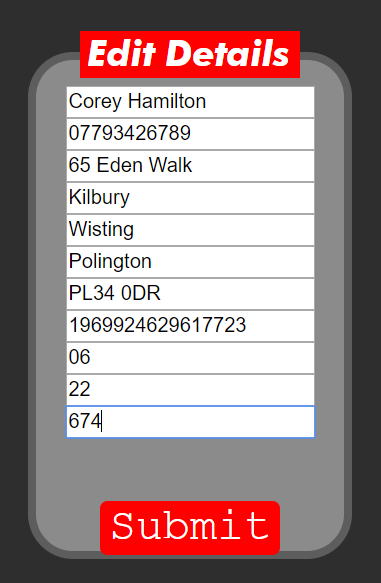 Edit Details
Corey Hamilton
07793426789
65 Eden Walk
Kilbury
Wisting
Polington
PL34 0DR
1969924629617723
06
22
674
Submit